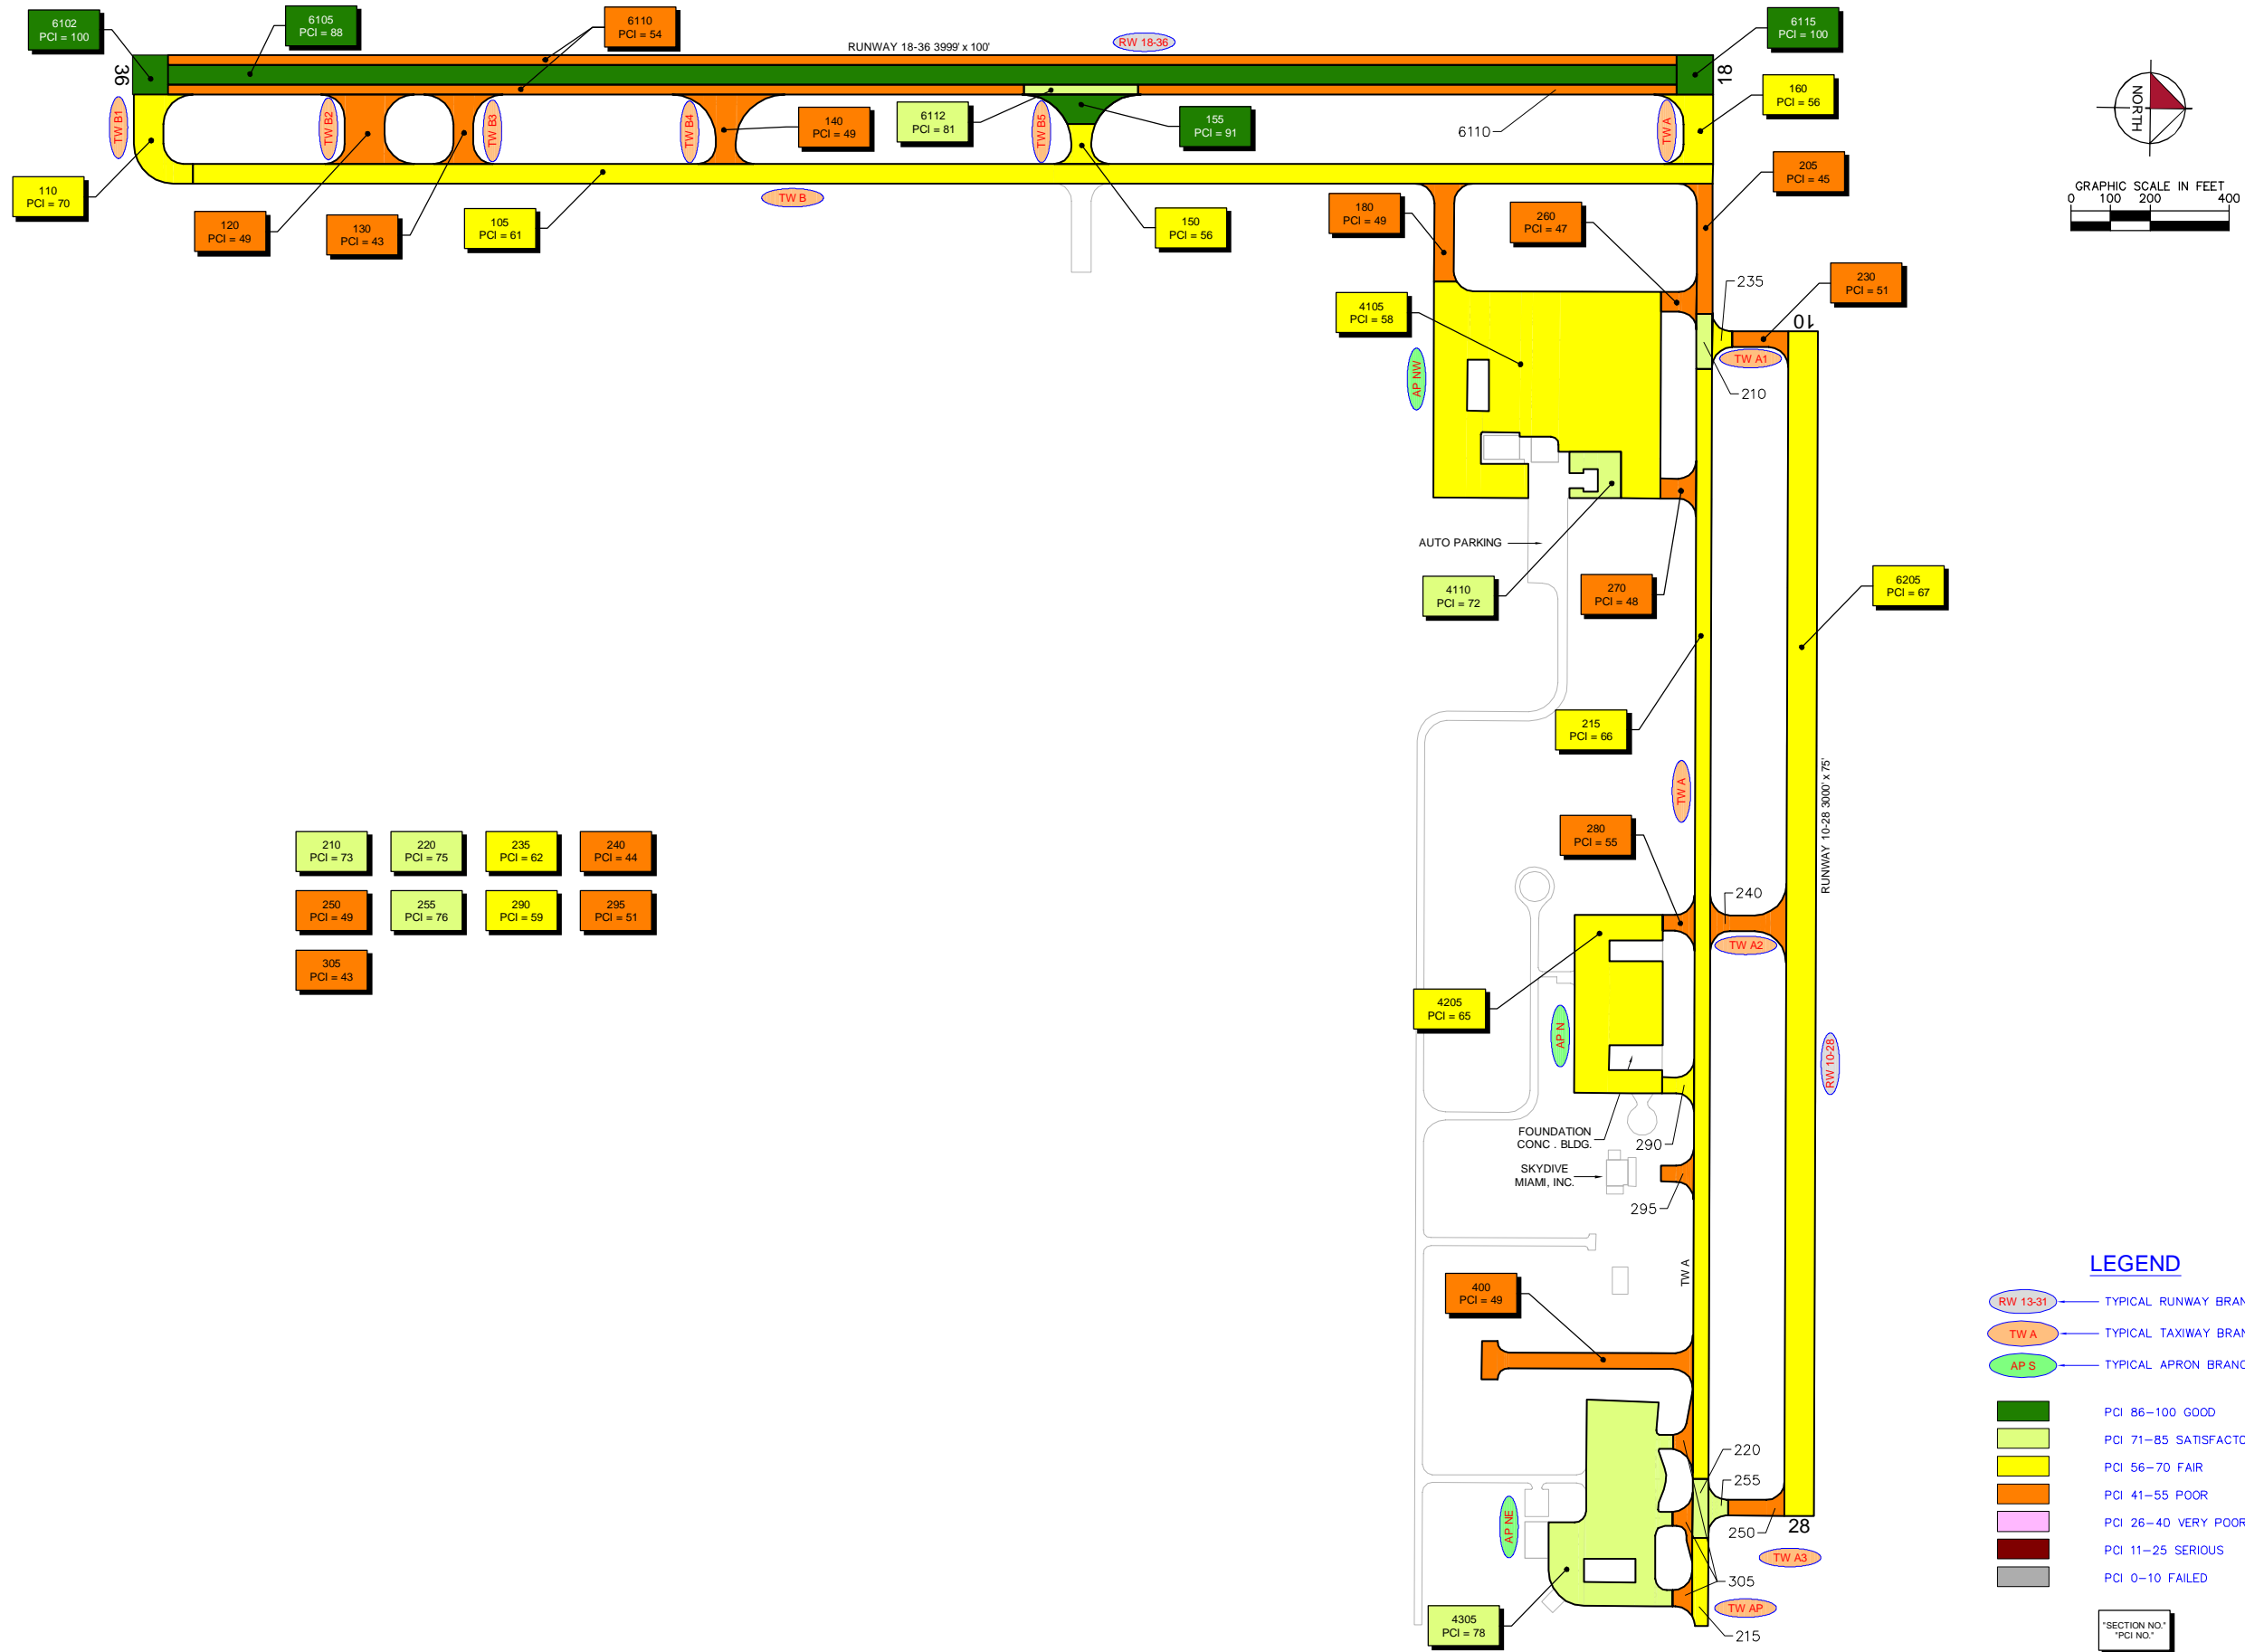 6102
PCI = 100
6105
PCI = 88
6110
PCI = 54
RUNWAY 18-36 3999' x 100'
RW 18-36
6115
PCI = 100
36
18
160
PCI = 56
NORTH
TW B1
TW B2
TW B3
TW B4
140
PCI = 49
6112
PCI = 81
TW B5
155
PCI = 91
6110
TW A
205
PCI = 45
GRAPHIC SCALE IN FEET
0 100 200 400
110
PCI = 70
120
PCI = 49
130
PCI = 43
105
PCI = 61
TW B
150
PCI = 56
180
PCI = 49
260
PCI = 47
235
230
PCI = 51
4105
PCI = 58
10
TW A1
AP NW
210
AUTO PARKING
4110
PCI = 72
270
PCI = 48
6205
PCI = 67
215
PCI = 66
TW A
RUNWAY 10-28 3000' x 75'
210
PCI = 73
220
PCI = 75
235
PCI = 62
240
PCI = 44
250
PCI = 49
255
PCI = 76
290
PCI = 59
295
PCI = 51
305
PCI = 43
280
PCI = 55
240
TW A2
4205
PCI = 65
AP N
RW 10-28
FOUNDATION
CONC . BLDG.
290
SKYDIVE
MIAMI, INC.
295
TW A
400
PCI = 49
220
255
AP NE
250
28
TW A3
305
TW AP
4305
PCI = 78
215
LEGEND
RW 13-31
TYPICAL RUNWAY BRAN
TW A
TYPICAL TAXIWAY BRAN
AP S
TYPICAL APRON BRANC
PCI 86-100 GOOD
PCI 71-85 SATISFACTO
PCI 56-70 FAIR
PCI 41-55 POOR
PCI 26-40 VERY POOR
PCI 11-25 SERIOUS
PCI 0-10 FAILED
"SECTION NO."
"PCI NO."